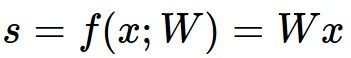 s = f(x; W) = Wx